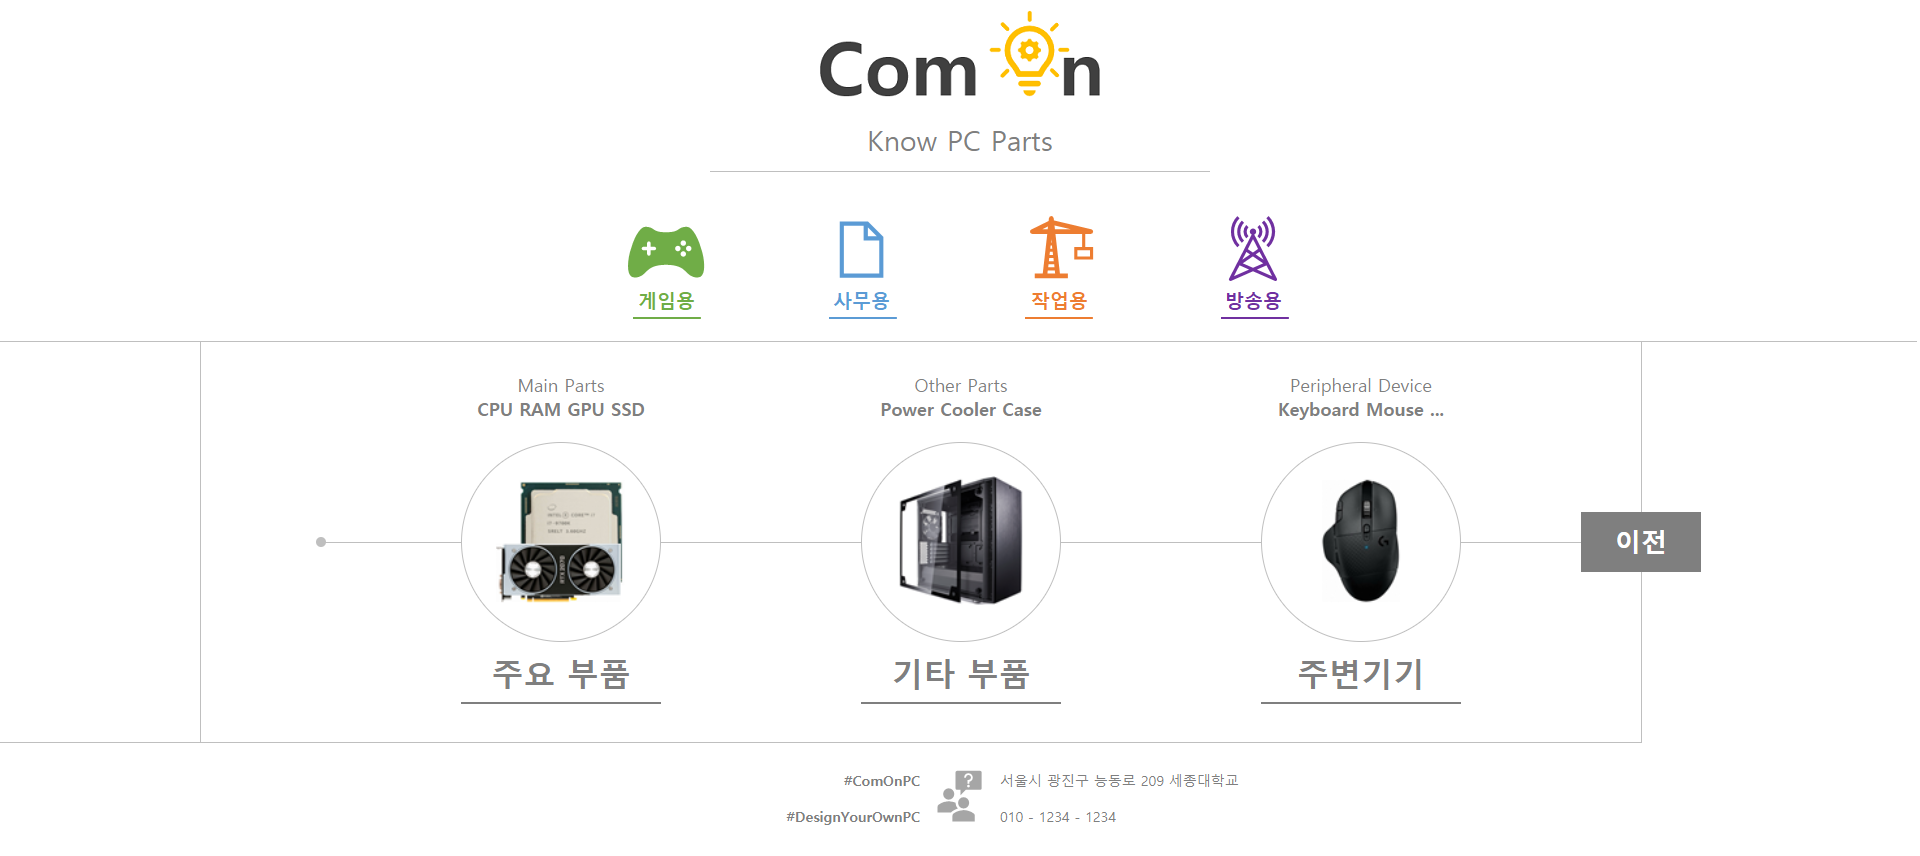 Com n
Know PC Parts
게임용
사무용
작업용
방송용
Main Parts
CPU RAM GPU SSD
Other Parts
Power Cooler Case
Peripheral Device
Keyboard Mouse ...
이전
주요 부품
기타 부품
주변기기
#ComOnPC
?
서울시 광진구 능동로 209 세종대학교
#DesignYourOwnPC
010 - 1234 - 1234